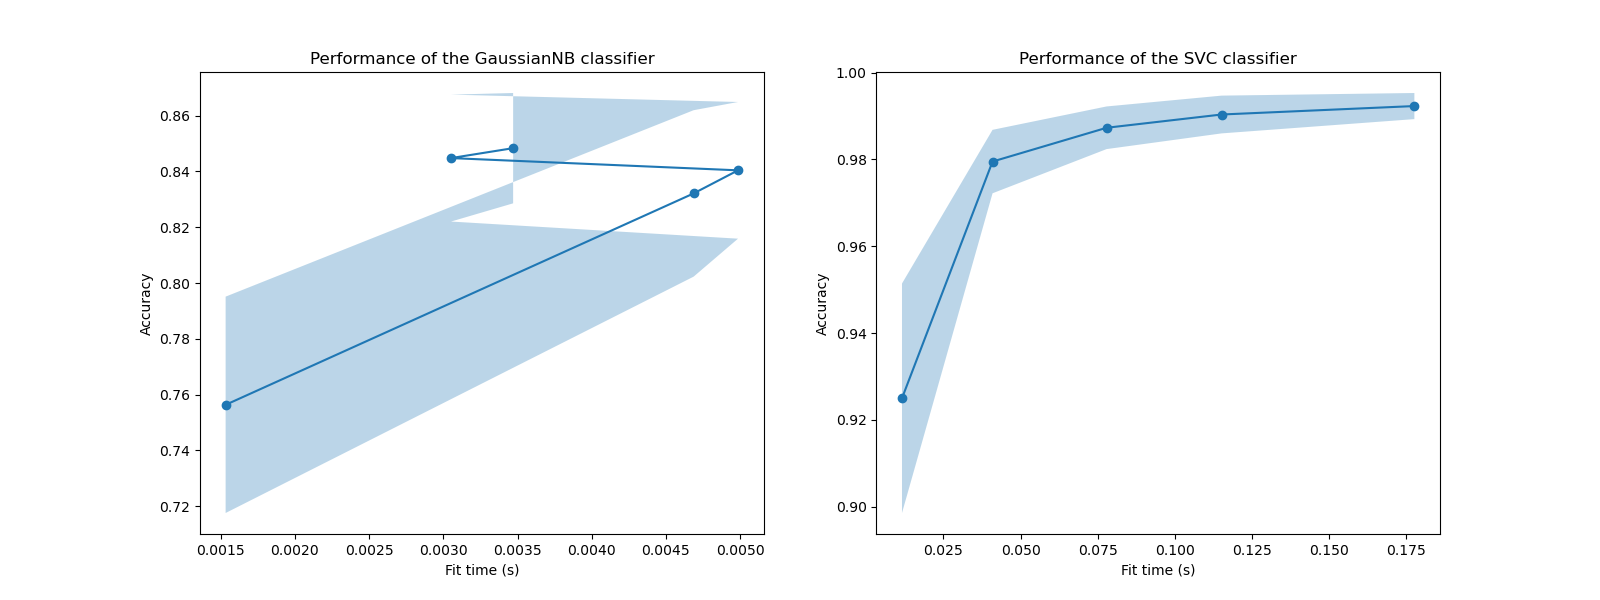 Performance of the GaussianNB classifier
0.86
0.84
0.82
0.80
0.78
0.76
0.74
0.72
Accuracy
0.0015 0.0020 0.0025 0.0030 0.0035 0.0040 0.0045 0.0050
Fit time (s)
Performance of the SVC classifier
1.00
0.98
0.96
0.94
0.92
0.90
Accuracy
0.025 0.050 0.075 0.100 0.125 0.150 0.175
Fit time (s)